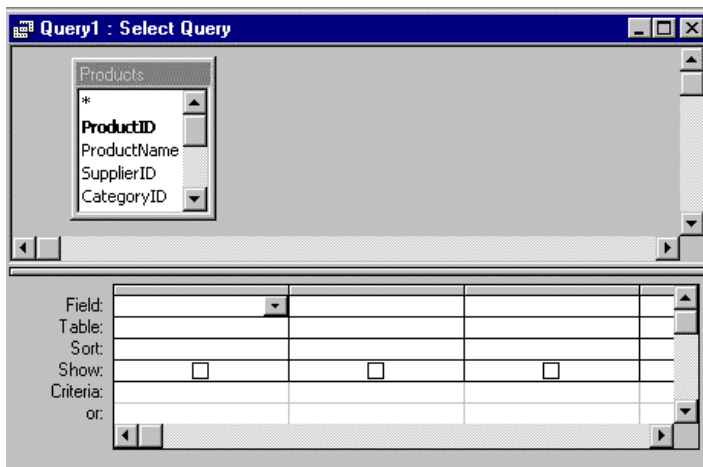 Query1 : Select Query
Products
*
ProductID
ProductName
SupplierID
CategoryID
Field:
Table:
Sort:
Show:
Criteria:
or: